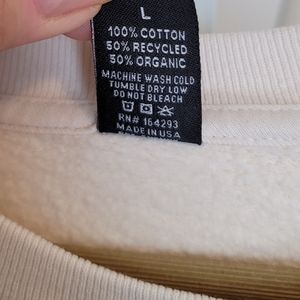 L
100% COTTON
50% RECYCLED
50% ORGANIC
MACHINE WASH COLD
TUMBLE DRY LOW
DO NOT BLEACH
RN# 164293
MADE IN USA